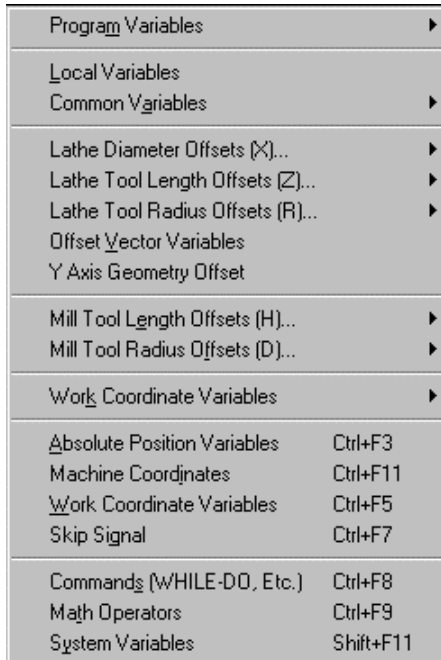 Program Variables
Local Variables
Common Variables
Lathe Diameter Offsets (X)...
Lathe Tool Length Offsets (Z)...
Lathe Tool Radius Offsets (R)...
Offset Vector Variables
Y Axis Geometry Offset
Mill Tool Length Offsets (H)...
Mill Tool Radius Offsets (D)...
Work Coordinate Variables
Absolute Position Variables Ctrl+F3
Machine Coordinates Ctrl+F11
Work Coordinate Variables Ctrl+F5
Skip Signal Ctrl+F7
Commands (WHILE-DO, Etc.) Ctrl+F8
Math Operators Ctrl+F9
System Variables Shift+F11